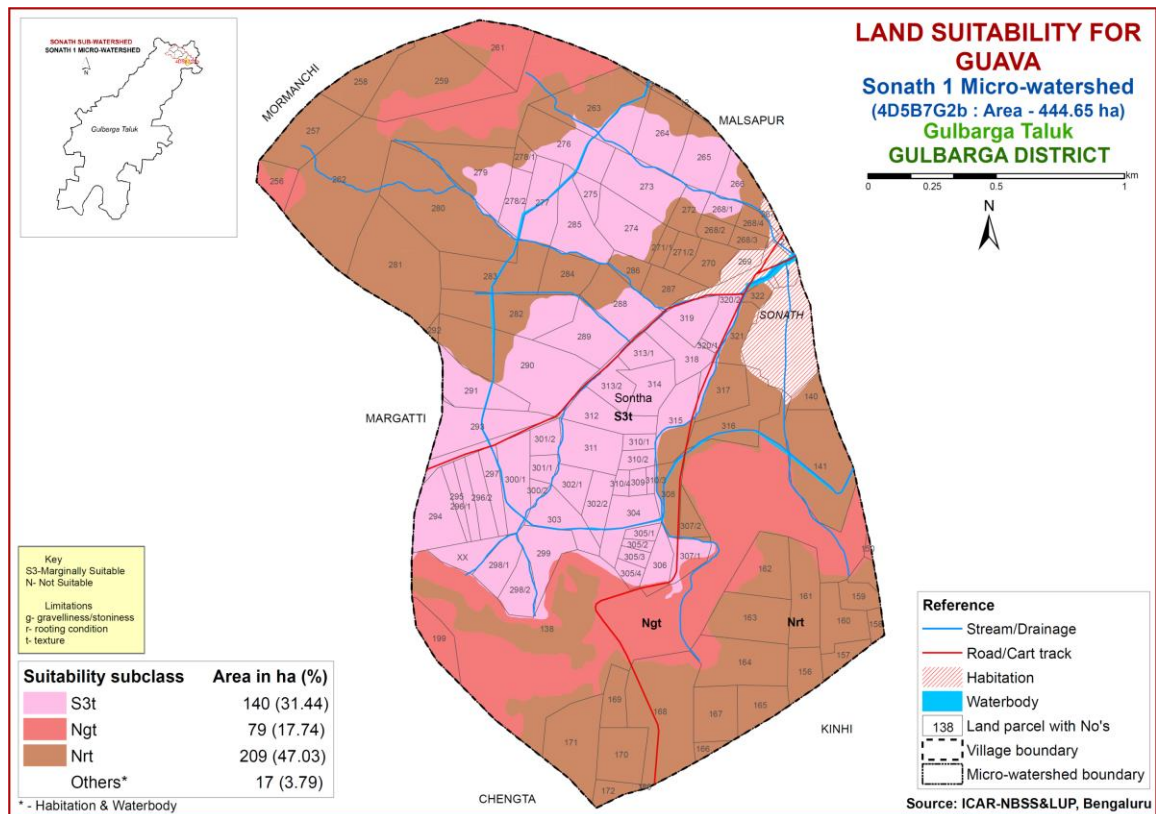 SONATH SUB-WATERSHED
SONATH 1 MICRO-WATERSHED
N
Gulbarga Taluk
LAND SUITABILITY FOR
GUAVA
Sonath 1 Micro-watershed
(4D5B7G2b : Area - 444.65 ha)
Gulbarga Taluk
GULBARGA DISTRICT
km
0 0.25 0.5 1
N
MORMANCHI
MALSAPUR
MARGATTI
KINHI
CHENGTA
SONATH
Sontha
S3t
Ngt
Nrt
261
258
259
263
257
264
276
278/1
265
279
256
262
273
266
275
278/2
277
280
272
268/1
268/4
285
274
268/2
268/3
271/1
271/2
270
269
281
283
284
286
287
322
288
320/2
282
319
321
292
289
320/1
313/1
290
318
313/2
314
317
291
140
312
315
316
293
301/2
311
310/1
310/2
141
297
300/1
301/1
302/1
310/4
309
310/3
308
295
296/1
296/2
300/2
302/2
294
303
304
307/2
305/1
305/2
XX
299
305/3
306
307/1
298/1
305/4
162
298/2
161
159
163
160
158
138
199
164
157
156
169
168
167
165
171
170
166
172
Key
S3-Marginally Suitable
N- Not Suitable
Limitations
g- gravelliness/stoniness
r- rooting condition
t- texture
Suitability subclass Area in ha (%)
S3t 140 (31.44)
Ngt 79 (17.74)
Nrt 209 (47.03)
Others* 17 (3.79)
* - Habitation & Waterbody
Reference
Stream/Drainage
Road/Cart track
Habitation
Waterbody
138 Land parcel with No's
Village boundary
Micro-watershed boundary
Source: ICAR-NBSS&LUP, Bengaluru